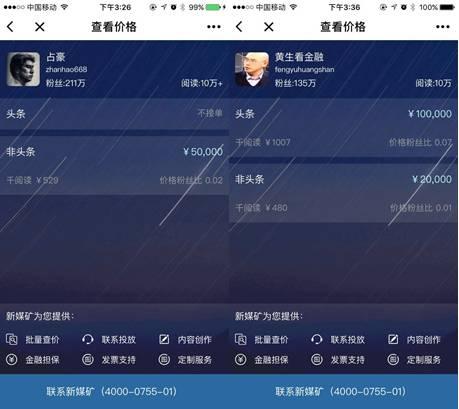 中国移动
下午3:26
99%
查看价格
占豪
zhanhao668
粉丝:211万
阅读:10万+
头条
不接单
非头条
￥50,000
千阅读 ￥529
价格粉丝比 0.02
新媒矿为您提供:
批量查价
联系投放
内容创作
金融担保
发票支持
定制服务
联系新媒矿（4000-0755-01）
中国移动
下午3:36
100%
查看价格
黄生看金融
fengyuhuangshan
粉丝:135万
阅读:10万+
头条
￥100,000
千阅读 ￥1007
价格粉丝比 0.07
非头条
￥20,000
千阅读 ￥480
价格粉丝比 0.01
新媒矿为您提供:
批量查价
联系投放
内容创作
金融担保
发票支持
定制服务
联系新媒矿（4000-0755-01）